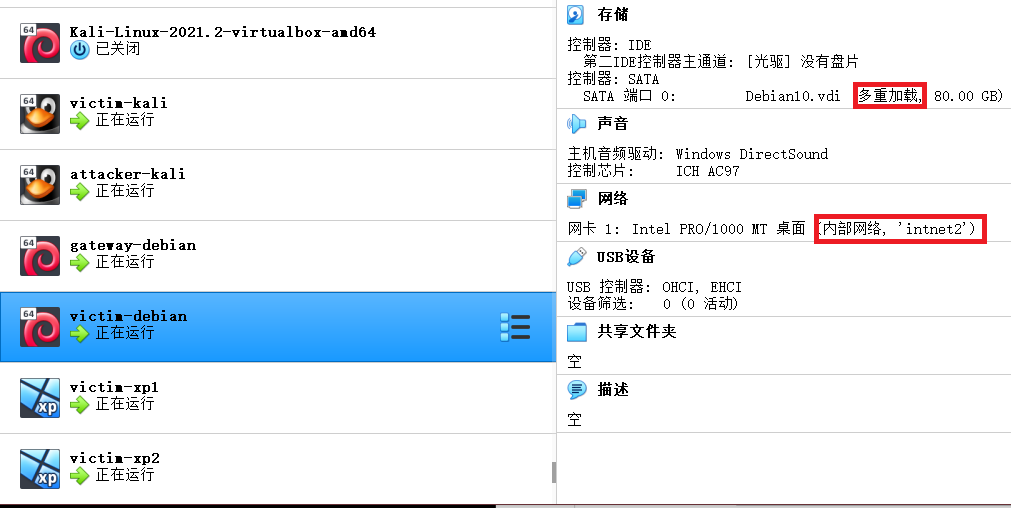 64
Kali-Linux-2021.2-virtualbox-amd64
已关闭
64
victim-kali
正在运行
64
attacker-kali
正在运行
64
gateway-debian
正在运行
64
victim-debian
正在运行
xp
victim-xp1
正在运行
xp
victim-xp2
正在运行
存储
控制器: IDE
第二IDE控制器主通道: [光驱] 没有盘片
控制器: SATA
SATA 端口 0: Debian10.vdi (多重加载, 80.00 GB)
声音
主机音频驱动: Windows DirectSound
控制芯片: ICH AC97
网络
网卡 1: Intel PRO/1000 MT 桌面 (内部网络, 'intnet2')
USB设备
USB 控制器: OHCI, EHCI
设备筛选: 0 (0 活动)
共享文件夹
空
描述
空